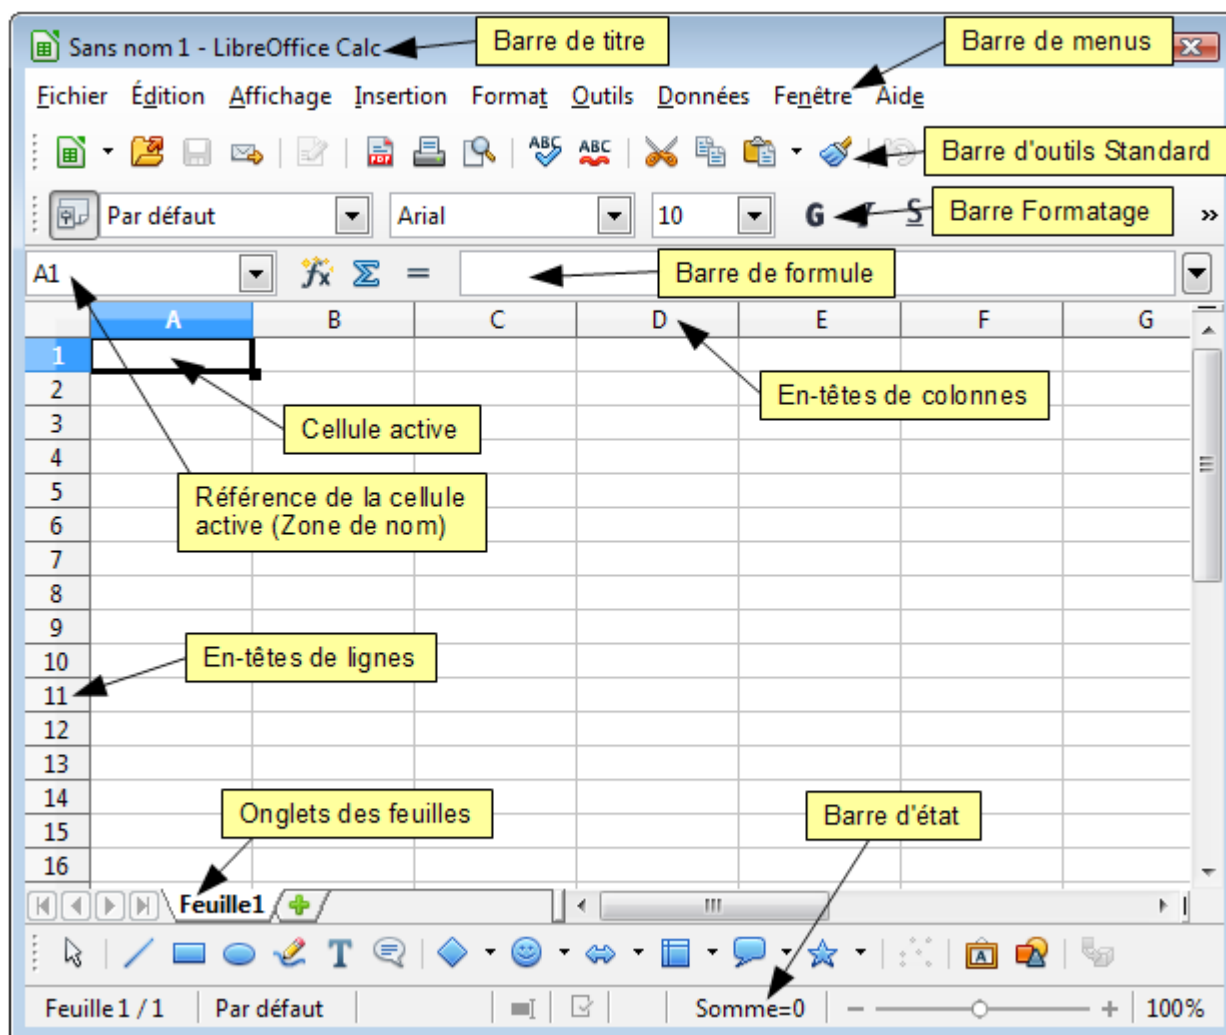 Sans nom 1 - LibreOffice Calc
Barre de titre
Barre de menus
Fichier Édition Affichage Insertion Format Outils Données Fenêtre Aide
PDF ABC ABC
Barre d'outils Standard
Par défaut Arial 10 G I S
Barre Formatage
»
A1 fx Σ =
Barre de formule
A B C D E F G
1
2
En-têtes de colonnes
3
Cellule active
4
5
Référence de la cellule
active (Zone de nom)
6
7
8
9
10
En-têtes de lignes
11
12
13
14
Onglets des feuilles
Barre d'état
15
16
Feuille1
T A
Feuille 1 / 1 Par défaut Somme=0 100%